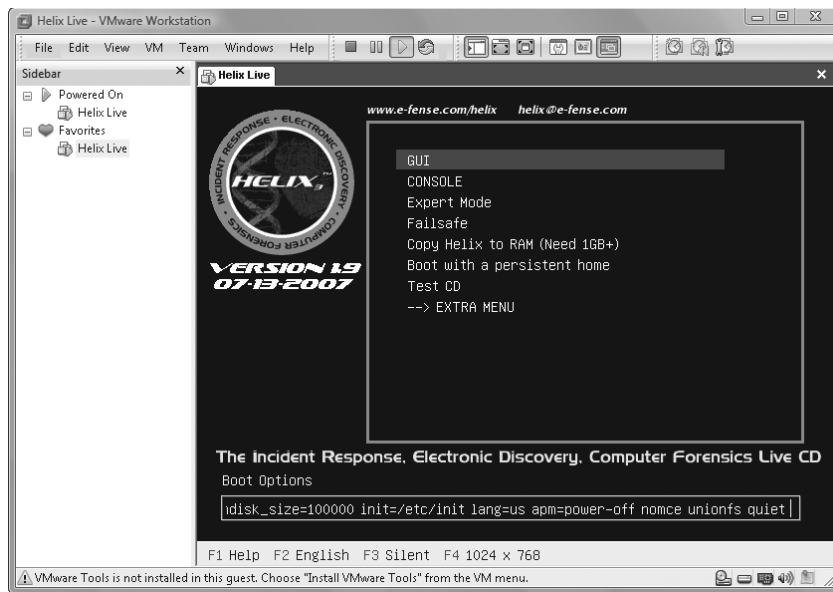 Helix Live - VMware Workstation
File Edit View VM Team Windows Help
Sidebar ×
Powered On
Helix Live
Favorites
Helix Live
Helix Live ×
www.e-fense.com/helix helix@e-fense.com
INCIDENT RESPONSE • ELECTRONIC DISCOVERY • COMPUTER FORENSICS •
HELIX3™
VERSION 1.9
07-13-2007
GUI
CONSOLE
Expert Mode
Failsafe
Copy Helix to RAM (Need 1GB+)
Boot with a persistent home
Test CD
--> EXTRA MENU
The Incident Response, Electronic Discovery, Computer Forensics Live CD
Boot Options
disk_size=100000 init=/etc/init lang=us apm=power-off nomce unionfs quiet
F1 Help F2 English F3 Silent F4 1024 x 768
VMware Tools is not installed in this guest. Choose "Install VMware Tools" from the VM menu.